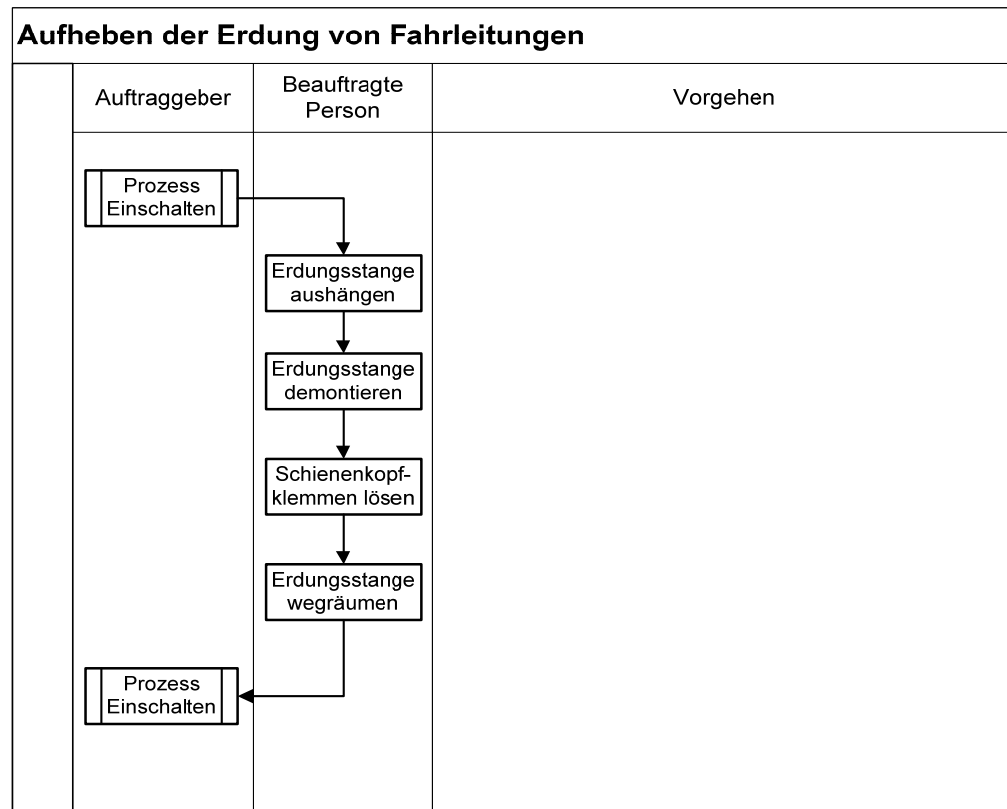 Aufheben der Erdung von Fahrleitungen
Auftraggeber
Beauftragte
Person
Vorgehen
Prozess
Einschalten
Erdungsstange
aushängen
Erdungsstange
demontieren
Schienenkopf-
klemmen lösen
Erdungsstange
wegräumen
Prozess
Einschalten